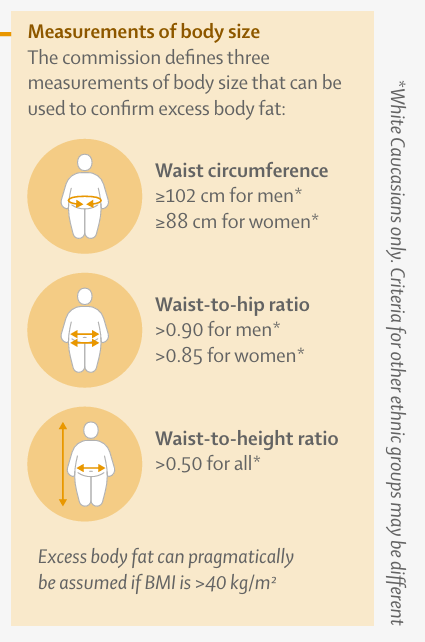 Measurements of body size
The commission defines three
measurements of body size that can be
used to confirm excess body fat:
Waist circumference
≥102 cm for men*
≥88 cm for women*
Waist-to-hip ratio
>0.90 for men*
>0.85 for women*
Waist-to-height ratio
>0.50 for all*
Excess body fat can pragmatically
be assumed if BMI is >40 kg/m²
*White Caucasians only. Criteria for other ethnic groups may be different